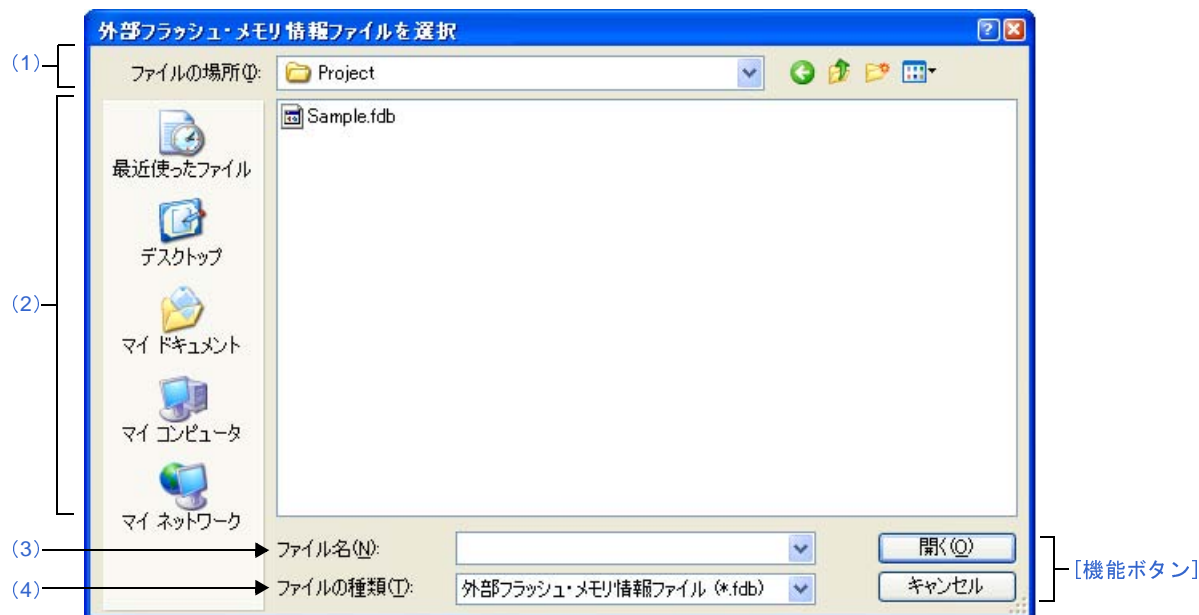 外部フラッシュ・メモリ情報ファイルを選択
(1)
ファイルの場所(I):
Project
(2)
最近使ったファイル
デスクトップ
マイ ドキュメント
マイ コンピュータ
マイ ネットワーク
Sample.fdb
(3)
ファイル名(N):
開く(O)
(4)
ファイルの種類(T):
外部フラッシュ・メモリ情報ファイル (*.fdb)
キャンセル
[機能ボタン]